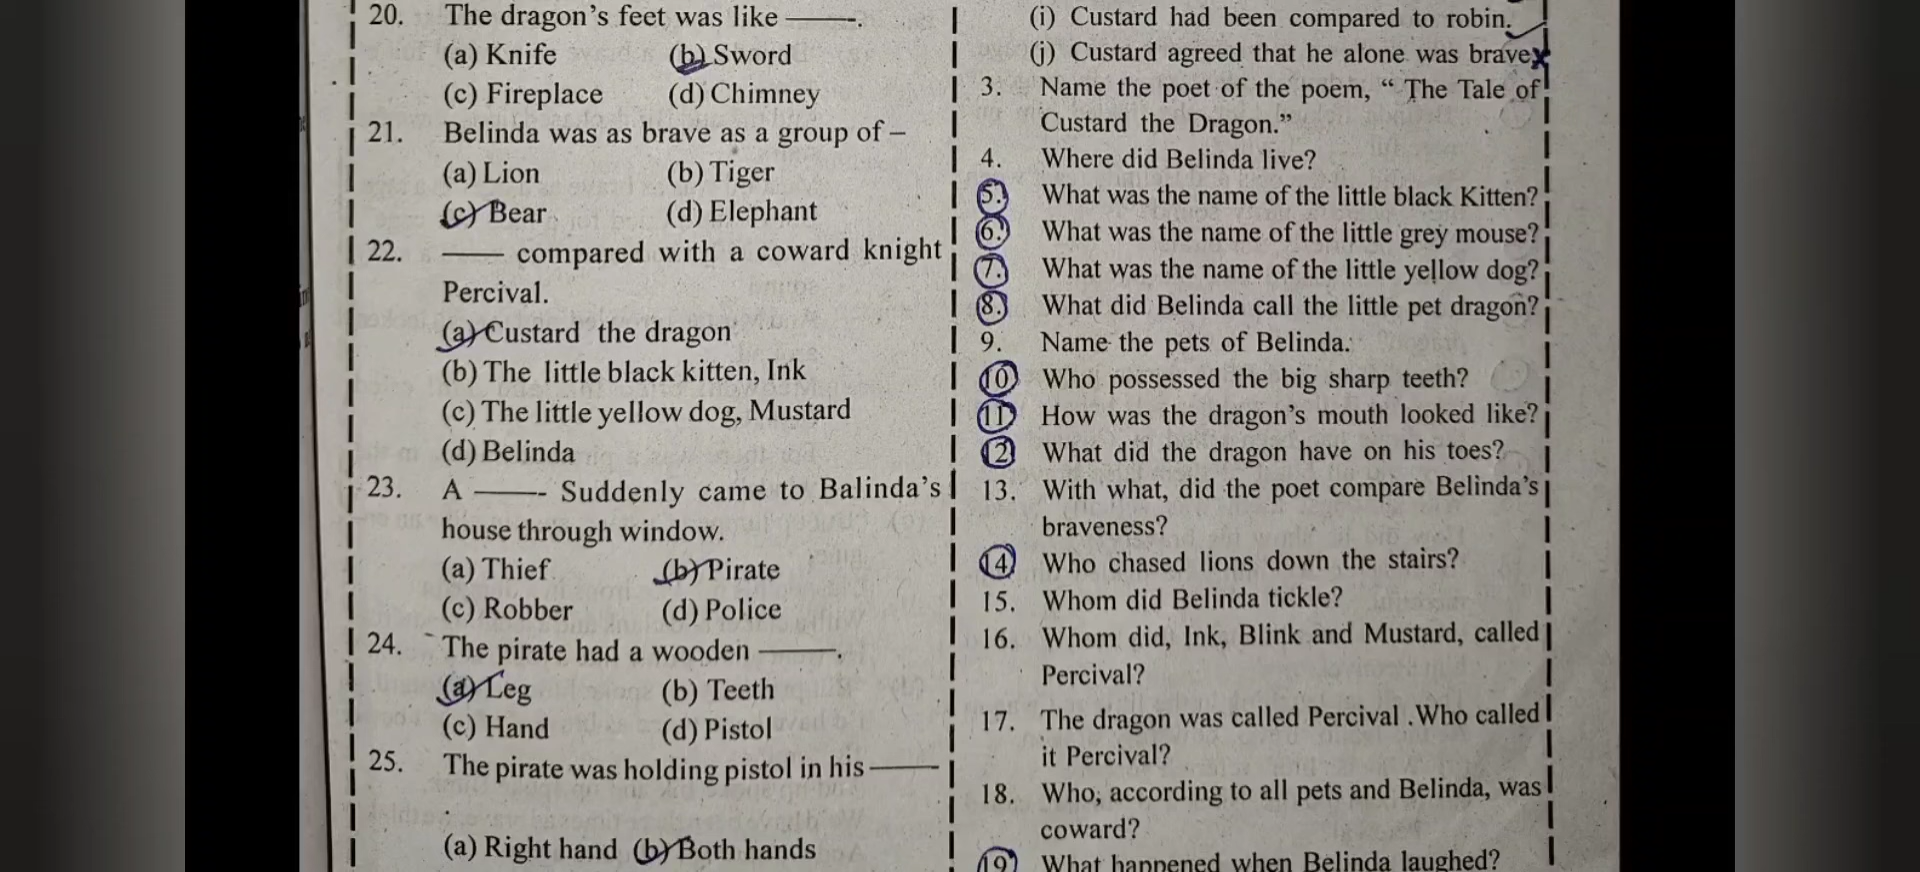 20. The dragon's feet was like ———.
(a) Knife (b) Sword
(c) Fireplace (d) Chimney
21. Belinda was as brave as a group of –
(a) Lion (b) Tiger
(c) Bear (d) Elephant
22. ——— compared with a coward knight
Percival.
(a) Custard the dragon
(b) The little black kitten, Ink
(c) The little yellow dog, Mustard
(d) Belinda
23. A ——— Suddenly came to Balinda's
house through window.
(a) Thief (b) Pirate
(c) Robber (d) Police
24. The pirate had a wooden ———.
(a) Leg (b) Teeth
(c) Hand (d) Pistol
25. The pirate was holding pistol in his ———
.
(a) Right hand (b) Both hands
(i) Custard had been compared to robin.
(j) Custard agreed that he alone was brave
3. Name the poet of the poem, “ The Tale of
Custard the Dragon.”
4. Where did Belinda live?
5. What was the name of the little black Kitten?
6. What was the name of the little grey mouse?
7. What was the name of the little yellow dog?
8. What did Belinda call the little pet dragon?
9. Name the pets of Belinda.
10 Who possessed the big sharp teeth?
11 How was the dragon's mouth looked like?
12 What did the dragon have on his toes?
13. With what, did the poet compare Belinda's
braveness?
14 Who chased lions down the stairs?
15. Whom did Belinda tickle?
16. Whom did, Ink, Blink and Mustard, called
Percival?
17. The dragon was called Percival .Who called
it Percival?
18. Who, according to all pets and Belinda, was
coward?
19 What happened when Belinda laughed?